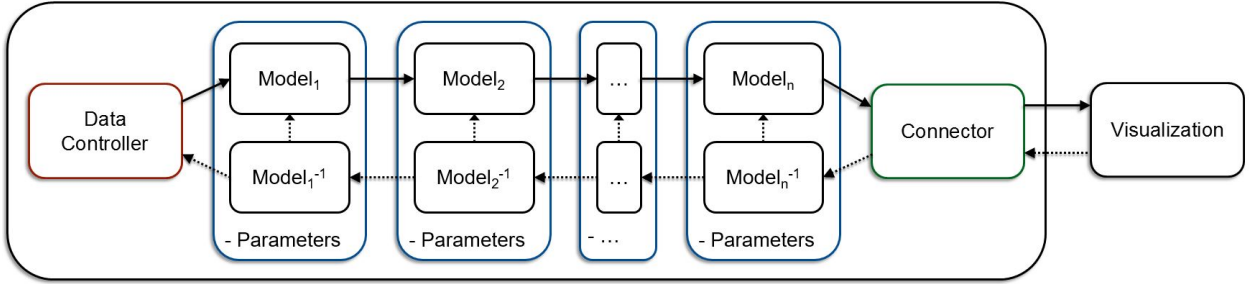 Data
Controller
Model₁
Model₁⁻¹
- Parameters
Model₂
Model₂⁻¹
- Parameters
...
...
- ...
Modelₙ
Modelₙ⁻¹
- Parameters
Connector
Visualization